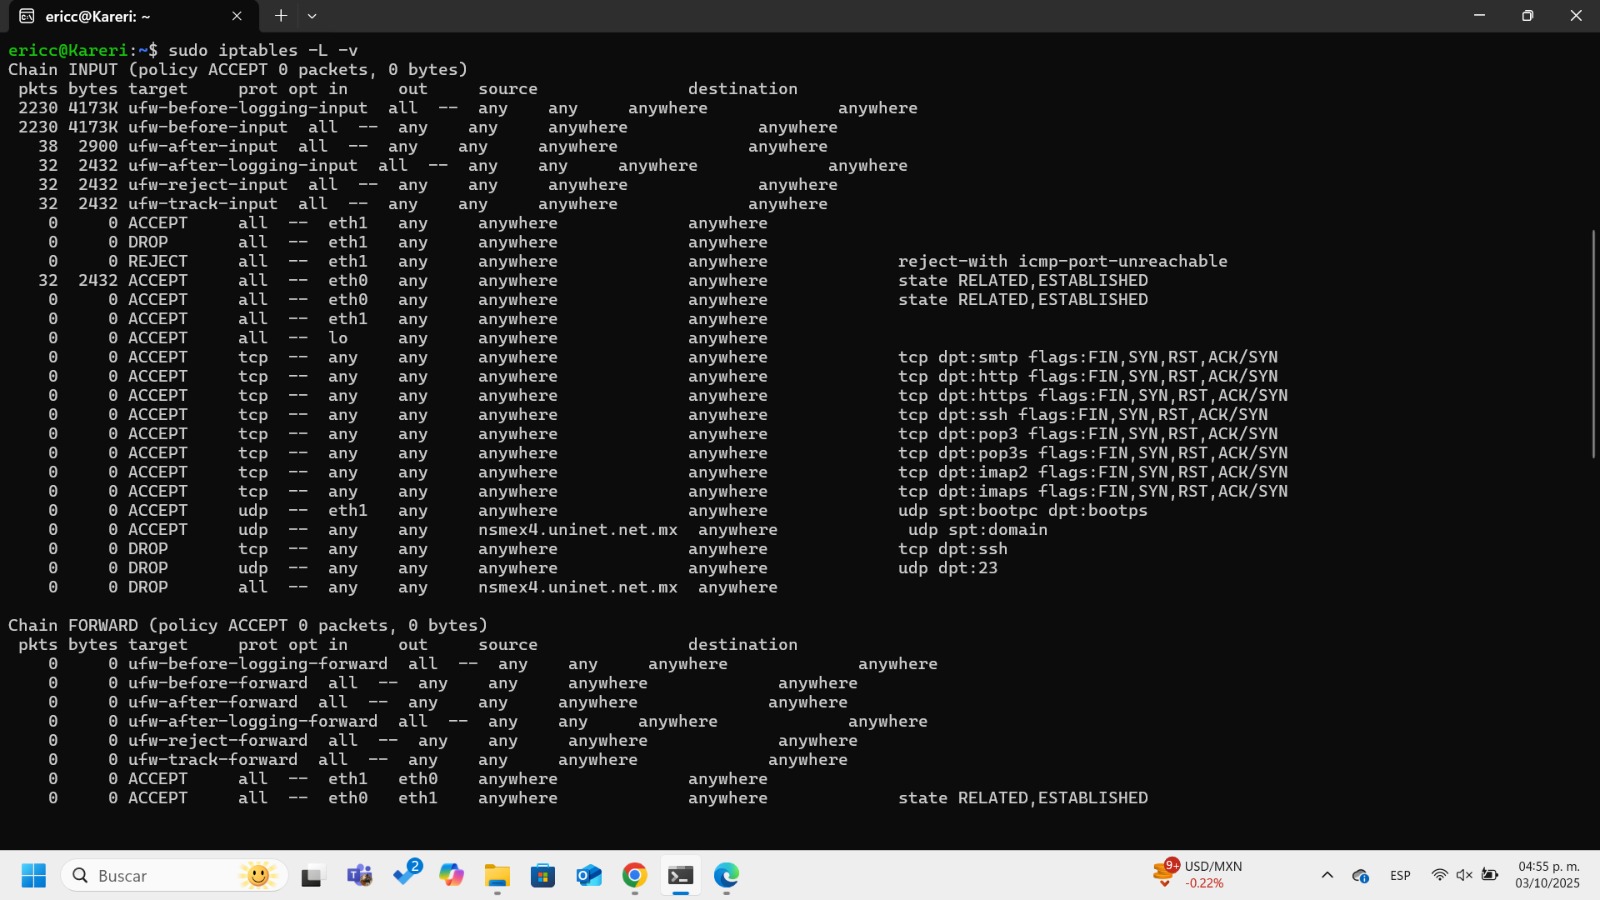 ericc@Kareri: ~
ericc@Kareri:~$ sudo iptables -L -v
Chain INPUT (policy ACCEPT 0 packets, 0 bytes)
 pkts bytes target     prot opt in     out     source               destination
 2230 4173K ufw-before-logging-input  all  --  any    any     anywhere             anywhere
 2230 4173K ufw-before-input  all  --  any    any     anywhere             anywhere
   38  2900 ufw-after-input  all  --  any    any     anywhere             anywhere
   32  2432 ufw-after-logging-input  all  --  any    any     anywhere             anywhere
   32  2432 ufw-reject-input  all  --  any    any     anywhere             anywhere
   32  2432 ufw-track-input  all  --  any    any     anywhere             anywhere
    0     0 ACCEPT     all  --  eth1   any     anywhere             anywhere
    0     0 DROP       all  --  eth1   any     anywhere             anywhere
    0     0 REJECT     all  --  eth1   any     anywhere             anywhere             reject-with icmp-port-unreachable
   32  2432 ACCEPT     all  --  eth0   any     anywhere             anywhere             state RELATED,ESTABLISHED
    0     0 ACCEPT     all  --  eth0   any     anywhere             anywhere             state RELATED,ESTABLISHED
    0     0 ACCEPT     all  --  eth1   any     anywhere             anywhere
    0     0 ACCEPT     all  --  lo     any     anywhere             anywhere
    0     0 ACCEPT     tcp  --  any    any     anywhere             anywhere             tcp dpt:smtp flags:FIN,SYN,RST,ACK/SYN
    0     0 ACCEPT     tcp  --  any    any     anywhere             anywhere             tcp dpt:http flags:FIN,SYN,RST,ACK/SYN
    0     0 ACCEPT     tcp  --  any    any     anywhere             anywhere             tcp dpt:https flags:FIN,SYN,RST,ACK/SYN
    0     0 ACCEPT     tcp  --  any    any     anywhere             anywhere             tcp dpt:ssh flags:FIN,SYN,RST,ACK/SYN
    0     0 ACCEPT     tcp  --  any    any     anywhere             anywhere             tcp dpt:pop3 flags:FIN,SYN,RST,ACK/SYN
    0     0 ACCEPT     tcp  --  any    any     anywhere             anywhere             tcp dpt:pop3s flags:FIN,SYN,RST,ACK/SYN
    0     0 ACCEPT     tcp  --  any    any     anywhere             anywhere             tcp dpt:imap2 flags:FIN,SYN,RST,ACK/SYN
    0     0 ACCEPT     tcp  --  any    any     anywhere             anywhere             tcp dpt:imaps flags:FIN,SYN,RST,ACK/SYN
    0     0 ACCEPT     udp  --  eth1   any     anywhere             anywhere             udp spt:bootpc dpt:bootps
    0     0 ACCEPT     udp  --  any    any     nsmex4.uninet.net.mx  anywhere             udp spt:domain
    0     0 DROP       tcp  --  any    any     anywhere             anywhere             tcp dpt:ssh
    0     0 DROP       udp  --  any    any     anywhere             anywhere             udp dpt:23
    0     0 DROP       all  --  any    any     nsmex4.uninet.net.mx  anywhere
Chain FORWARD (policy ACCEPT 0 packets, 0 bytes)
 pkts bytes target     prot opt in     out     source               destination
    0     0 ufw-before-logging-forward  all  --  any    any     anywhere             anywhere
    0     0 ufw-before-forward  all  --  any    any     anywhere             anywhere
    0     0 ufw-after-forward  all  --  any    any     anywhere             anywhere
    0     0 ufw-after-logging-forward  all  --  any    any     anywhere             anywhere
    0     0 ufw-reject-forward  all  --  any    any     anywhere             anywhere
    0     0 ufw-track-forward  all  --  any    any     anywhere             anywhere
    0     0 ACCEPT     all  --  eth1   eth0    anywhere             anywhere
    0     0 ACCEPT     all  --  eth0   eth1    anywhere             anywhere             state RELATED,ESTABLISHED
Buscar
2
9+
USD/MXN
-0.22%
ESP
04:55 p. m.
03/10/2025